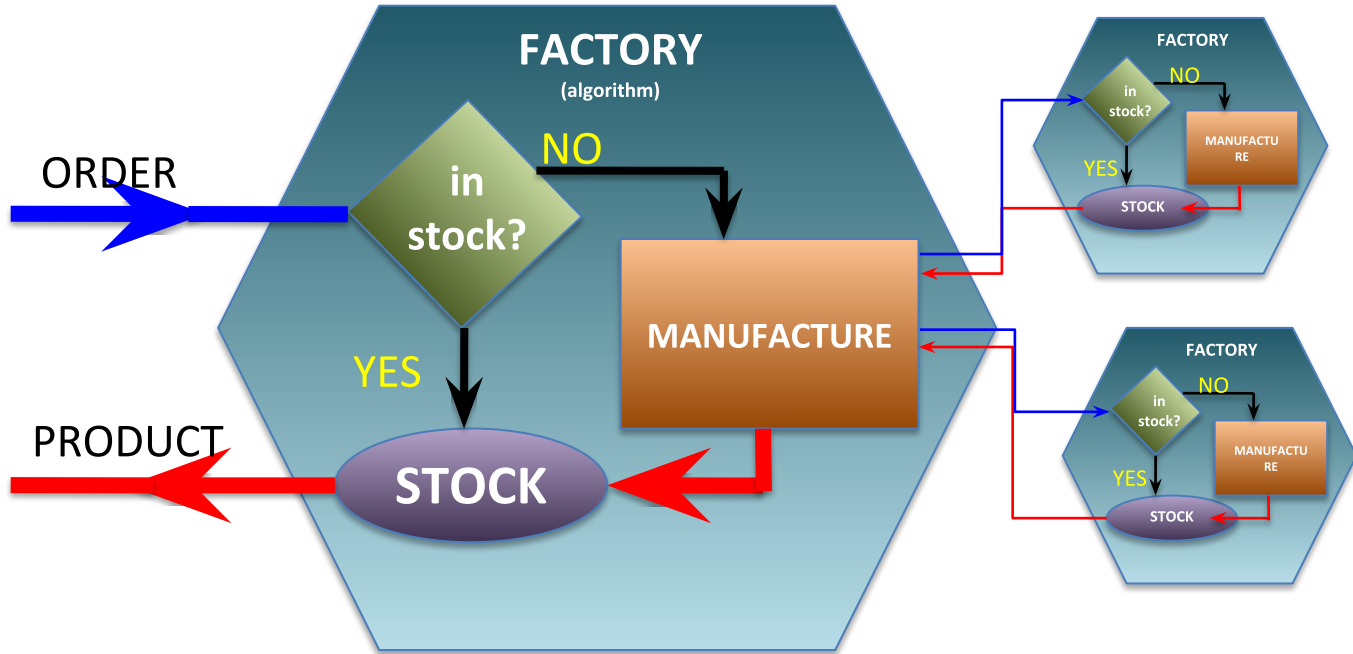 FACTORY
(algorithm)
ORDER
in
stock?
NO
MANUFACTURE
YES
PRODUCT
STOCK
FACTORY
in
stock?
NO
MANUFACTU
RE
YES
STOCK
FACTORY
in
stock?
NO
MANUFACTU
RE
YES
STOCK